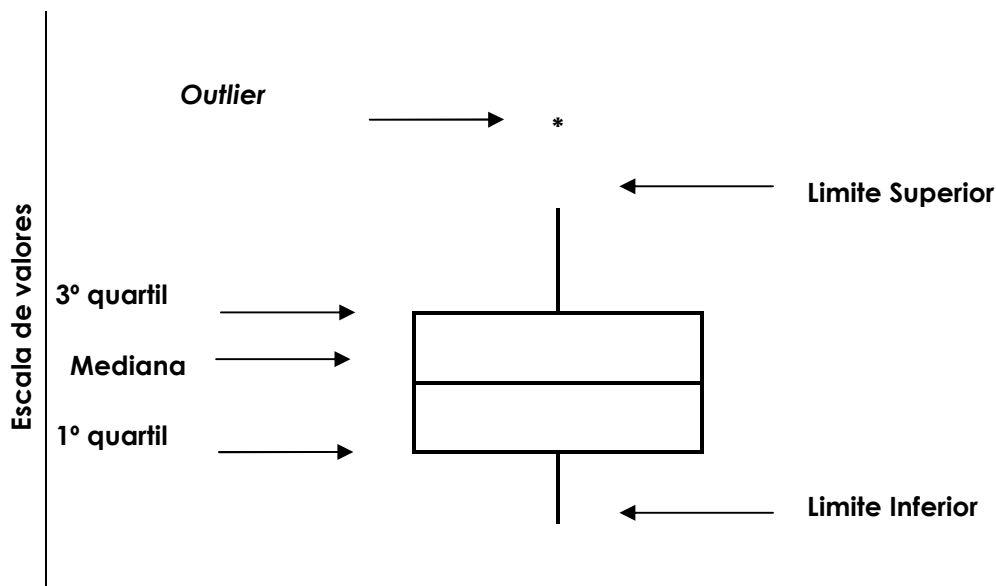 Outlier
*
Limite Superior
Escala de valores
3º quartil
Mediana
1º quartil
Limite Inferior